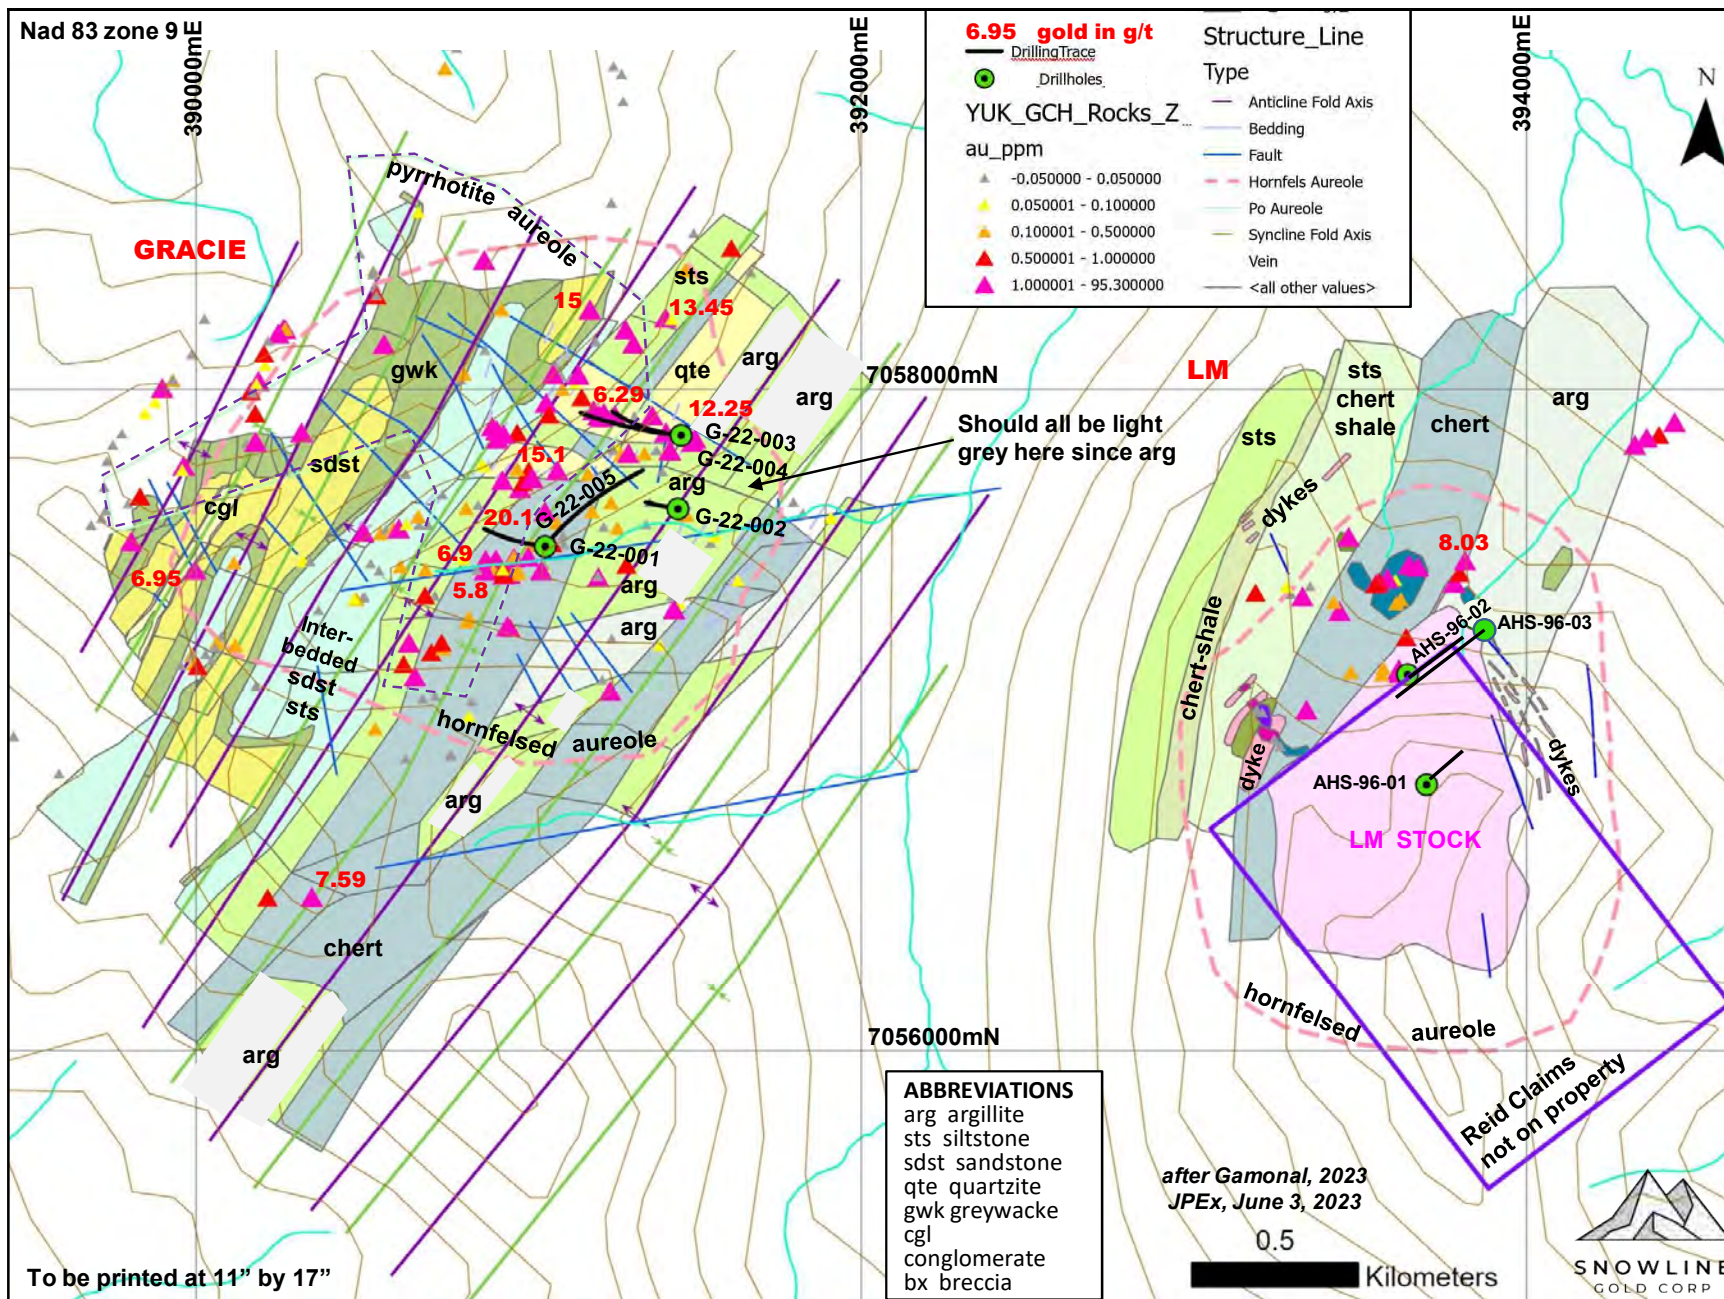 Nad 83 zone 9
390000mE
392000mE
394000mE
6.95 gold in g/t
DrillingTrace
Drillholes
YUK_GCH_Rocks_Z...
au_ppm
-0.050000 - 0.050000
0.050001 - 0.100000
0.100001 - 0.500000
0.500001 - 1.000000
1.000001 - 95.300000
Structure_Line
Type
Anticline Fold Axis
Bedding
Fault
Hornfels Aureole
Po Aureole
Syncline Fold Axis
Vein
<all other values>
N
GRACIE
pyrrhotite aureole
sts
15
13.45
gwk
qte
arg
arg
7058000mN
6.29
12.25
G-22-003
G-22-004
15.1
sdst
cgl
arg
G-22-005
20.1
G-22-002
G-22-001
6.9
5.8
6.95
arg
arg
Inter-
bedded
sdst
sts
hornfelsed aureole
arg
7.59
chert
arg
Should all be light
grey here since arg
LM
sts
sts
chert
shale
chert
arg
dykes
chert-shale
8.03
AHS-96-02
AHS-96-03
dyke
dykes
AHS-96-01
LM STOCK
hornfelsed aureole
7056000mN
Reid Claims
not on property
ABBREVIATIONS
arg argillite
sts siltstone
sdst sandstone
qte quartzite
gwk greywacke
cgl
conglomerate
bx breccia
after Gamonal, 2023
JPEx, June 3, 2023
0.5
Kilometers
SNOWLINE
GOLD CORP
To be printed at 11” by 17”